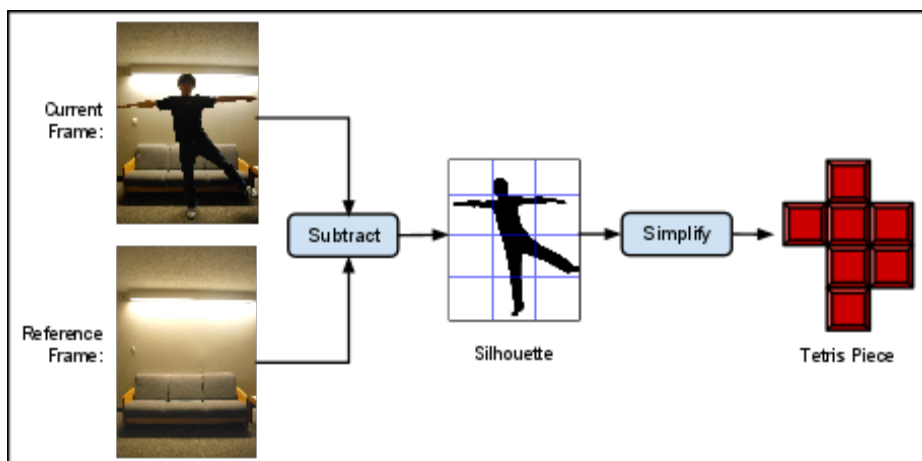 Current
Frame:
Subtract
Simplify
Reference
Frame:
Silhouette
Tetris Piece